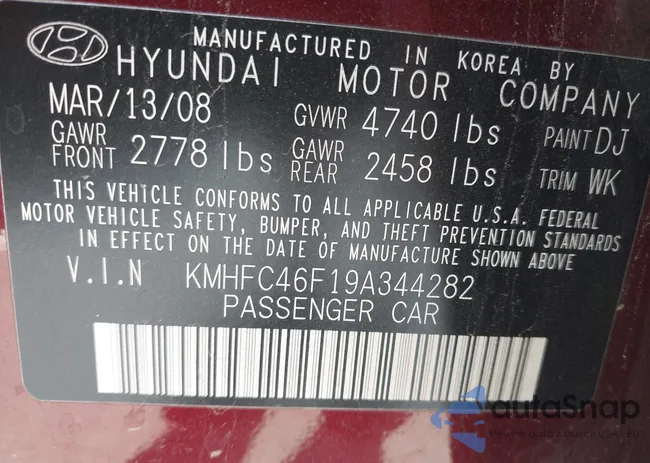 MANUFACTURED IN KOREA BY
HYUNDAI MOTOR COMPANY
MAR/13/08 GVWR 4740 lbs PAINT DJ
GAWR FRONT 2778 lbs GAWR REAR 2458 lbs TRIM WK
THIS VEHICLE CONFORMS TO ALL APPLICABLE U.S.A. FEDERAL
MOTOR VEHICLE SAFETY, BUMPER, AND THEFT PREVENTION STANDARDS
IN EFFECT ON THE DATE OF MANUFACTURE SHOWN ABOVE
V.I.N KMHFC46F19A344282
PASSENGER CAR
autoSnap